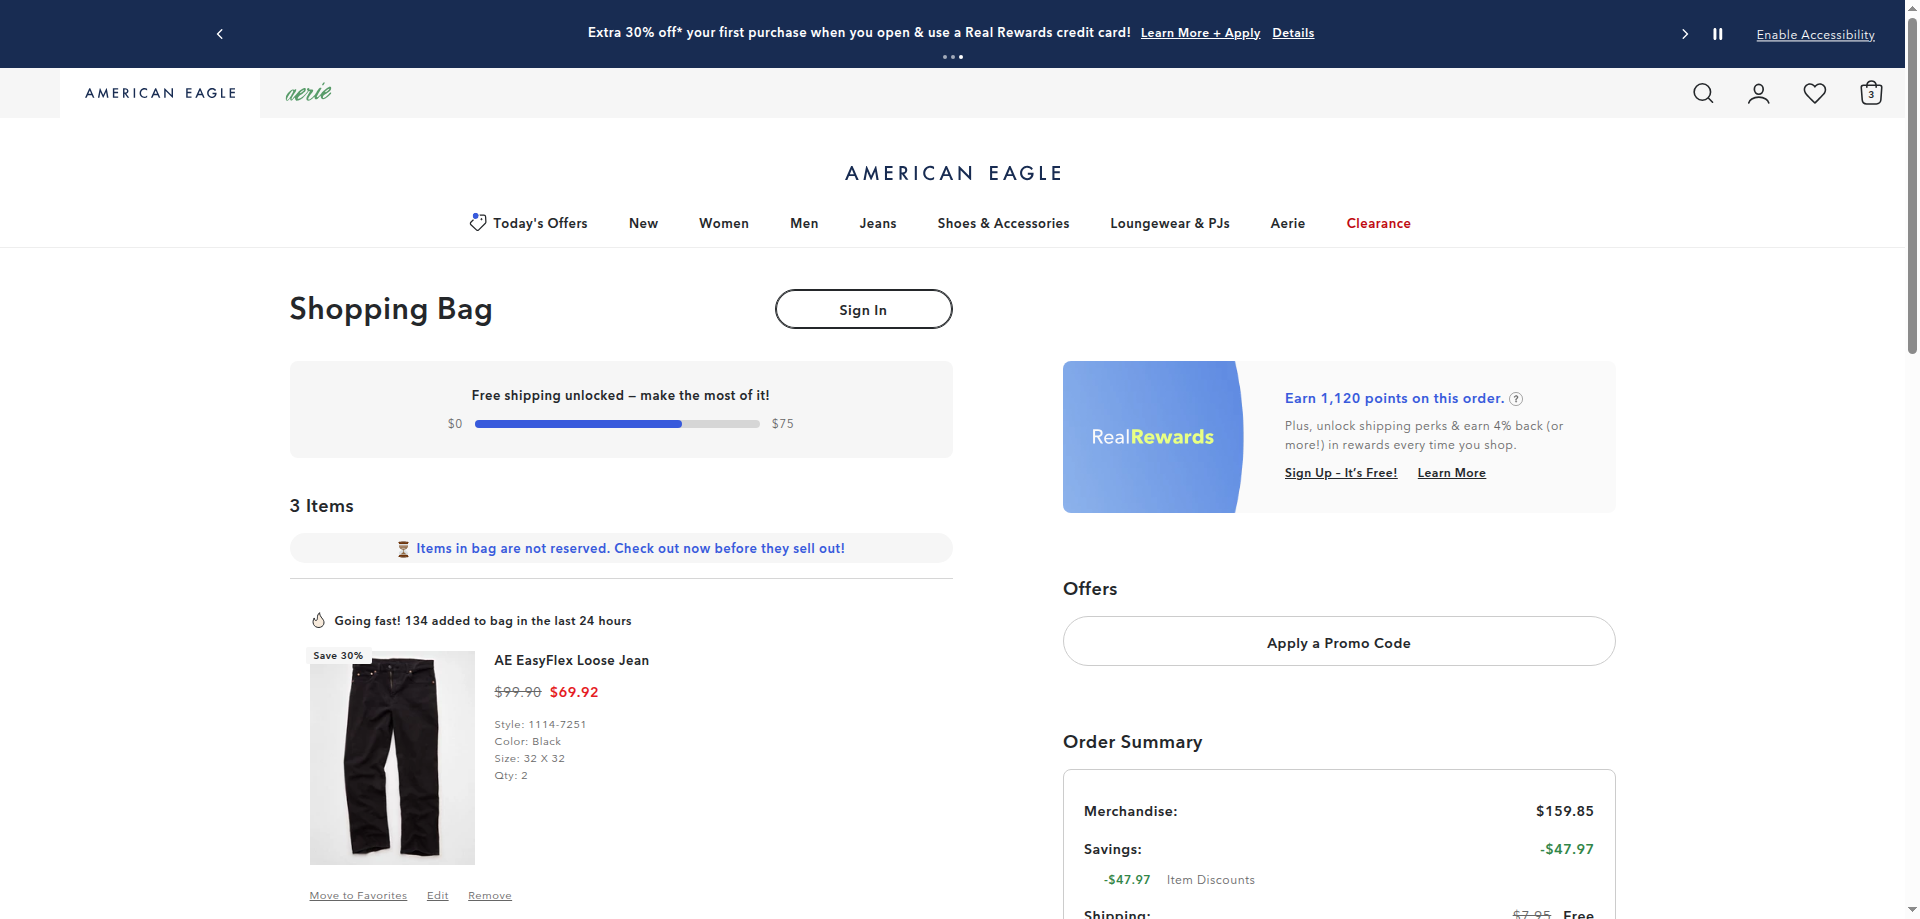 Extra 30% off* your first purchase when you open & use a Real Rewards credit card! Learn More + Apply Details
Enable Accessibility
AMERICAN EAGLE
aerie
3
AMERICAN EAGLE
Today's Offers New Women Men Jeans Shoes & Accessories Loungewear & PJs Aerie Clearance
Shopping Bag
Sign In
Free shipping unlocked – make the most of it!
$0 $75
RealRewards
Earn 1,120 points on this order. ?
Plus, unlock shipping perks & earn 4% back (or
more!) in rewards every time you shop.
Sign Up – It's Free! Learn More
3 Items
Items in bag are not reserved. Check out now before they sell out!
Going fast! 134 added to bag in the last 24 hours
Save 30%
AE EasyFlex Loose Jean
$99.90 $69.92
Style: 1114-7251
Color: Black
Size: 32 X 32
Qty: 2
Move to Favorites Edit Remove
Offers
Apply a Promo Code
Order Summary
Merchandise: $159.85
Savings: -$47.97
-$47.97 Item Discounts
Shipping: $7.95 Free